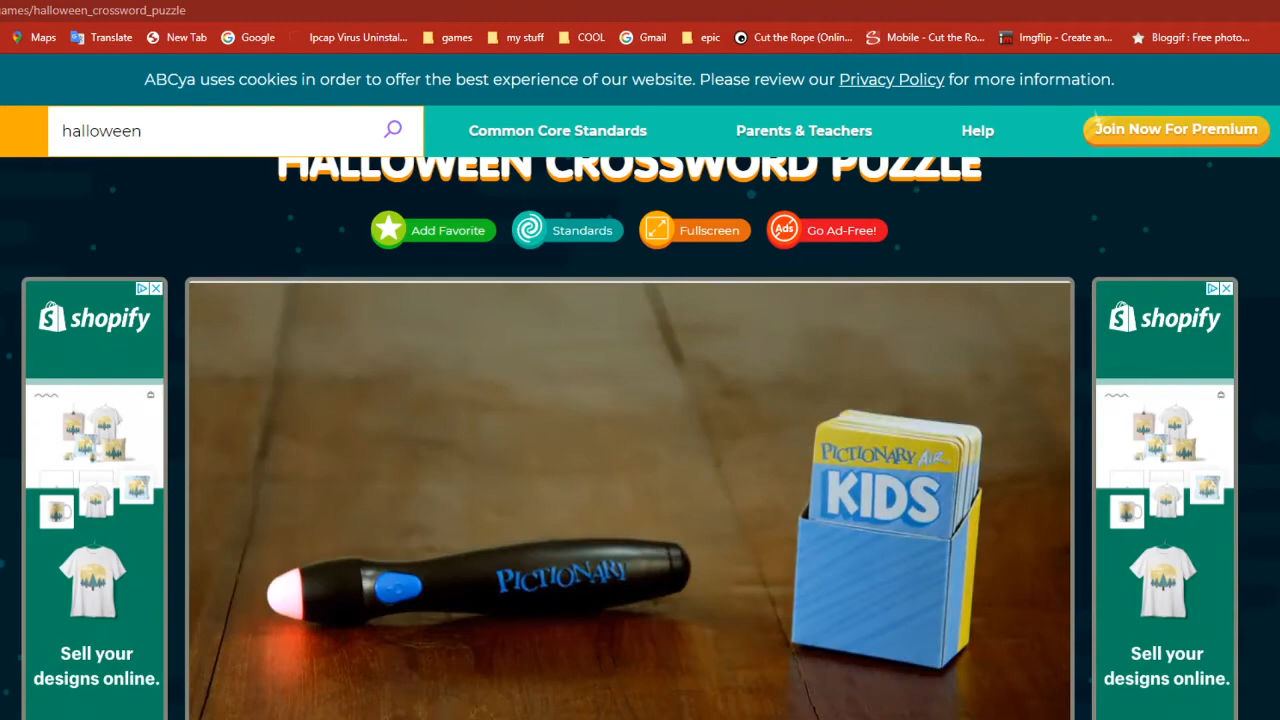 games/halloween_crossword_puzzle
Maps Translate New Tab Google Ipcap Virus Uninstal... games my stuff COOL Gmail epic Cut the Rope (Onlin... Mobile - Cut the Ro... Imgflip - Create an... Bloggif : Free photo...
ABCya uses cookies in order to offer the best experience of our website. Please review our Privacy Policy for more information.
halloween Common Core Standards Parents & Teachers Help Join Now For Premium
HALLOWEEN CROSSWORD PUZZLE
Add Favorite Standards Fullscreen Ads Go Ad-Free!
shopify
Sell your
designs online.
PICTIONARY
PICTIONARY AIR
KIDS
shopify
Sell your
designs online.